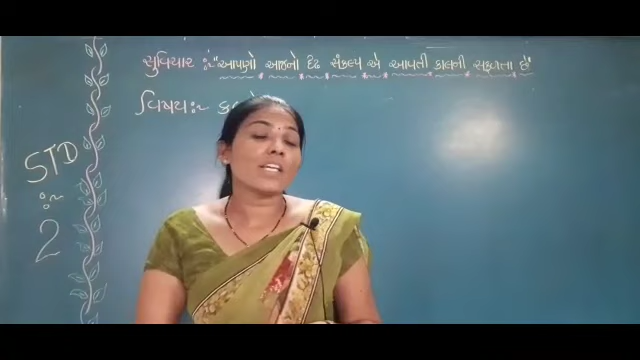 સુવિચાર :~ "આપણો આજનો દૃઢ સંકલ્પ એ આવતી કાલની સફળતા છે"
વિષય :~
STD
:~
2